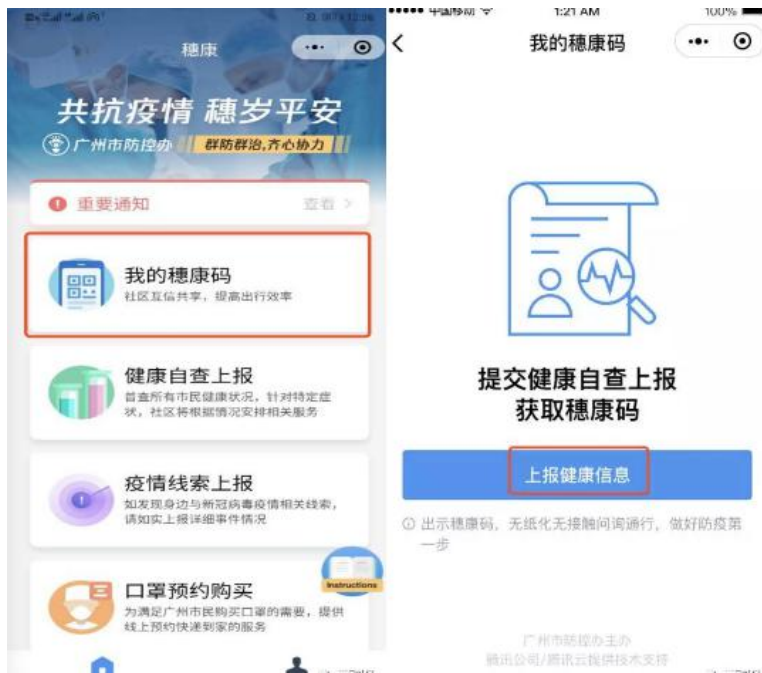 穗康
共抗疫情 穗岁平安
广州市防控办
群防群治,齐心协力
重要通知
查看 >
我的穗康码
社区互信共享，提高出行效率
健康自查上报
首查所有市民健康状况，针对特定症
状，社区将根据情况安排相关服务
疫情线索上报
如发现身边与新冠病毒疫情相关线索，
请如实上报详细事件情况
Instructions
口罩预约购买
为满足广州市民购买口罩的需要，提供
线上预约快递到家的服务
中国移动
1:21 AM
100%
我的穗康码
提交健康自查上报
获取穗康码
上报健康信息
出示穗康码，无纸化无接触问询通行，做好防疫第
一步
广州市防控办主办
腾讯公司/腾讯云提供技术支持